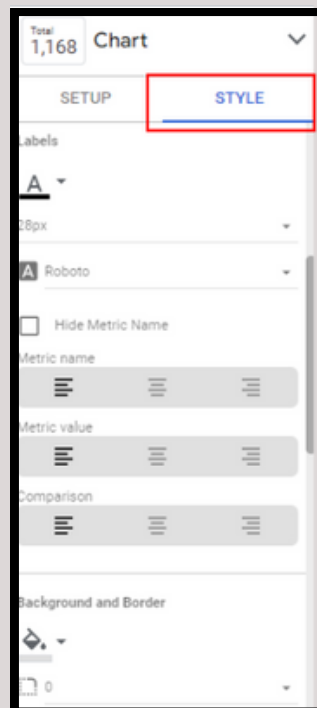 Total
1,168 Chart
SETUP STYLE
Labels
A
28px
A Roboto
Hide Metric Name
Metric name
Metric value
Comparison
Background and Border
0